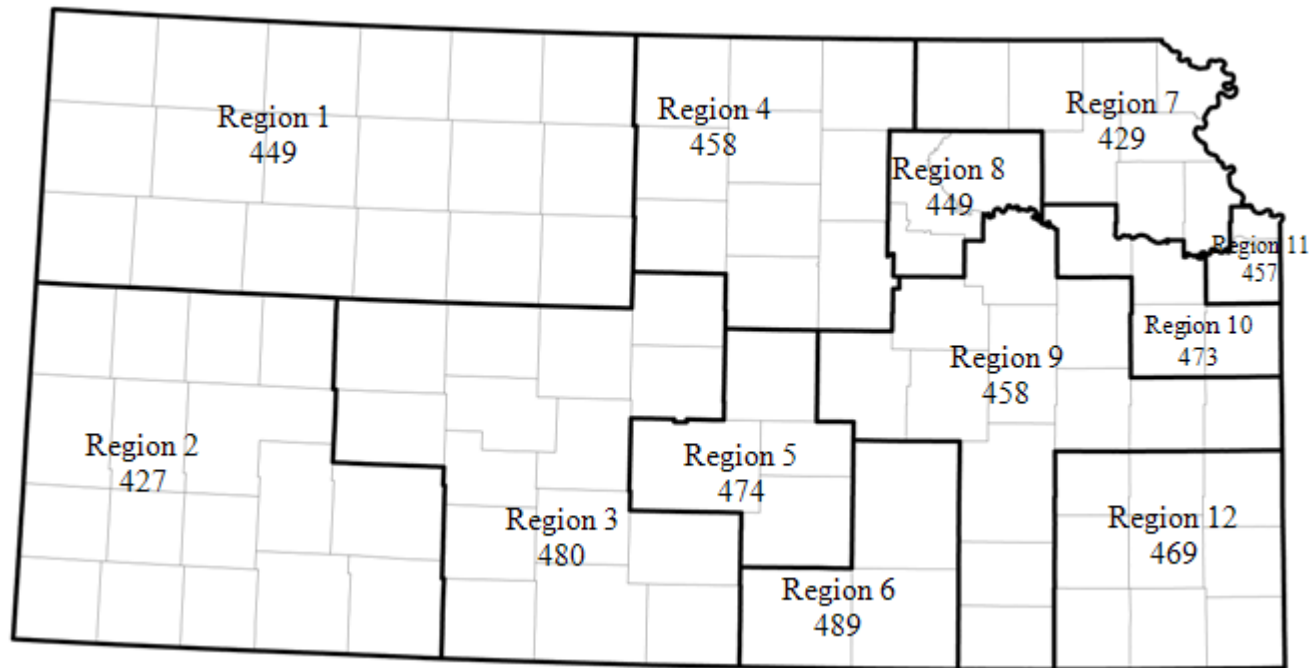 Region 1
449
Region 4
458
Region 7
429
Region 8
449
Region 11
457
Region 10
473
Region 9
458
Region 2
427
Region 5
474
Region 3
480
Region 12
469
Region 6
489